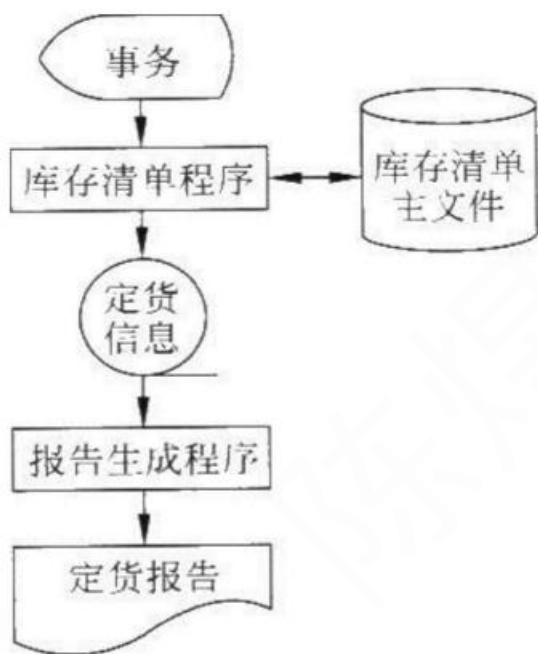 事务
库存清单程序
库存清单
主文件
定货
信息
报告生成程序
定货报告